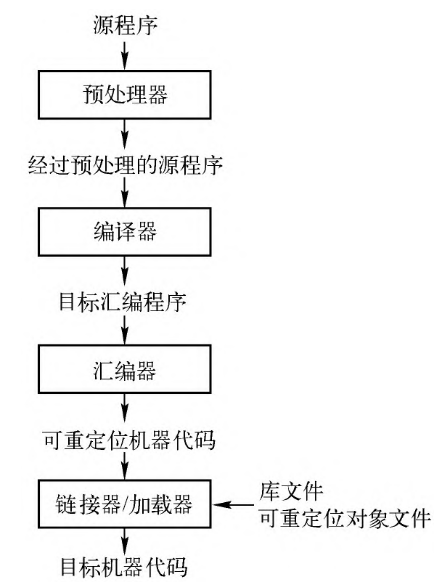 源程序
预处理器
经过预处理的源程序
编译器
目标汇编程序
汇编器
可重定位机器代码
链接器/加载器
库文件
可重定位对象文件
目标机器代码